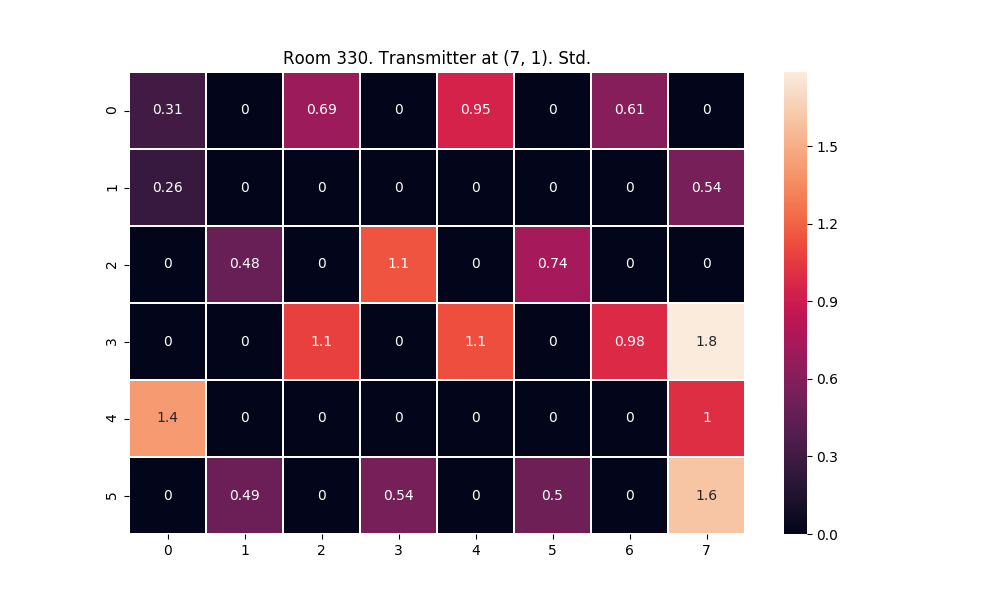 Room 330. Transmitter at (7, 1). Std.
0 0.31 0 0.69 0 0.95 0 0.61 0
1 0.26 0 0 0 0 0 0 0.54
2 0 0.48 0 1.1 0 0.74 0 0
3 0 0 1.1 0 1.1 0 0.98 1.8
4 1.4 0 0 0 0 0 0 1
5 0 0.49 0 0.54 0 0.5 0 1.6
0 1 2 3 4 5 6 7
1.5
1.2
0.9
0.6
0.3
0.0